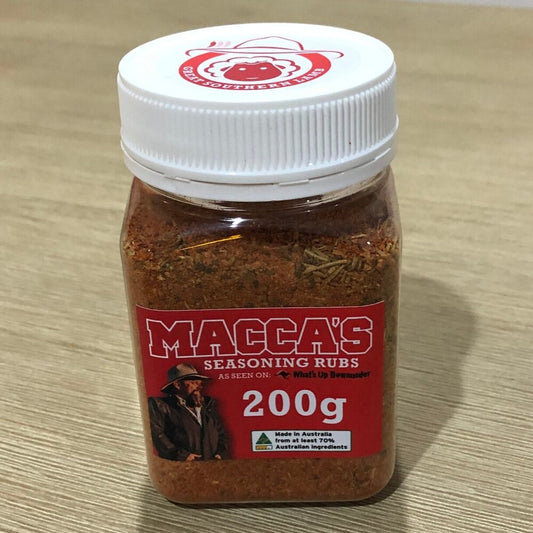 GREAT SOUTHERN LAMB
MACCA'S
SEASONING RUBS
AS SEEN ON: What's Up Downunder
200g
Made in Australia
from at least 70%
Australian ingredients